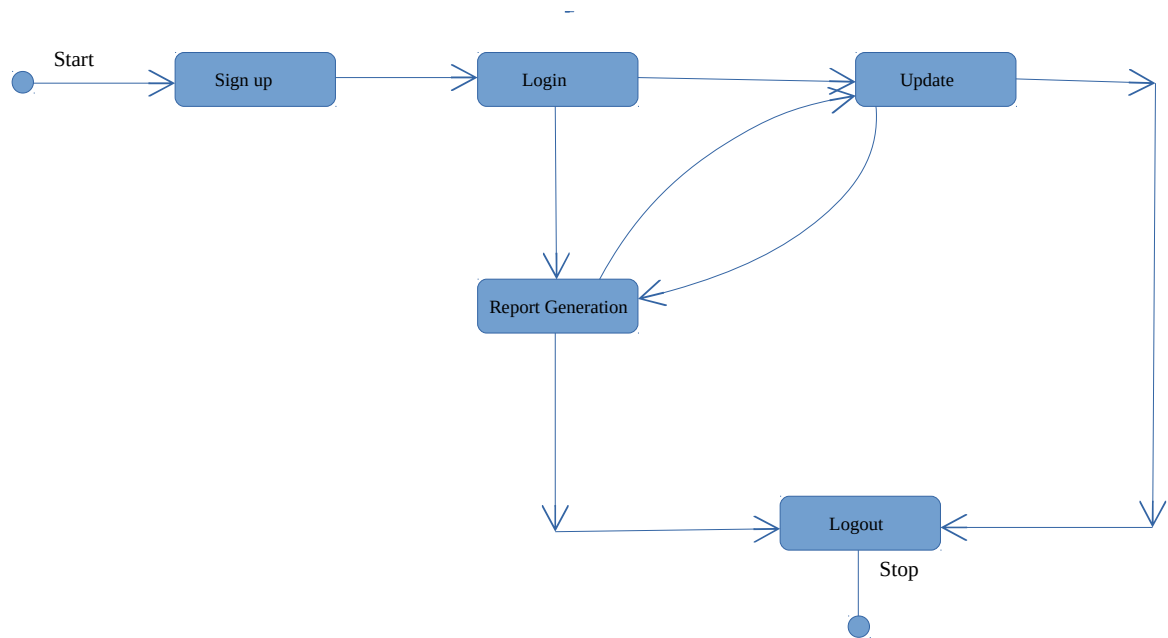 Start
Sign up
Login
Update
Report Generation
Logout
Stop